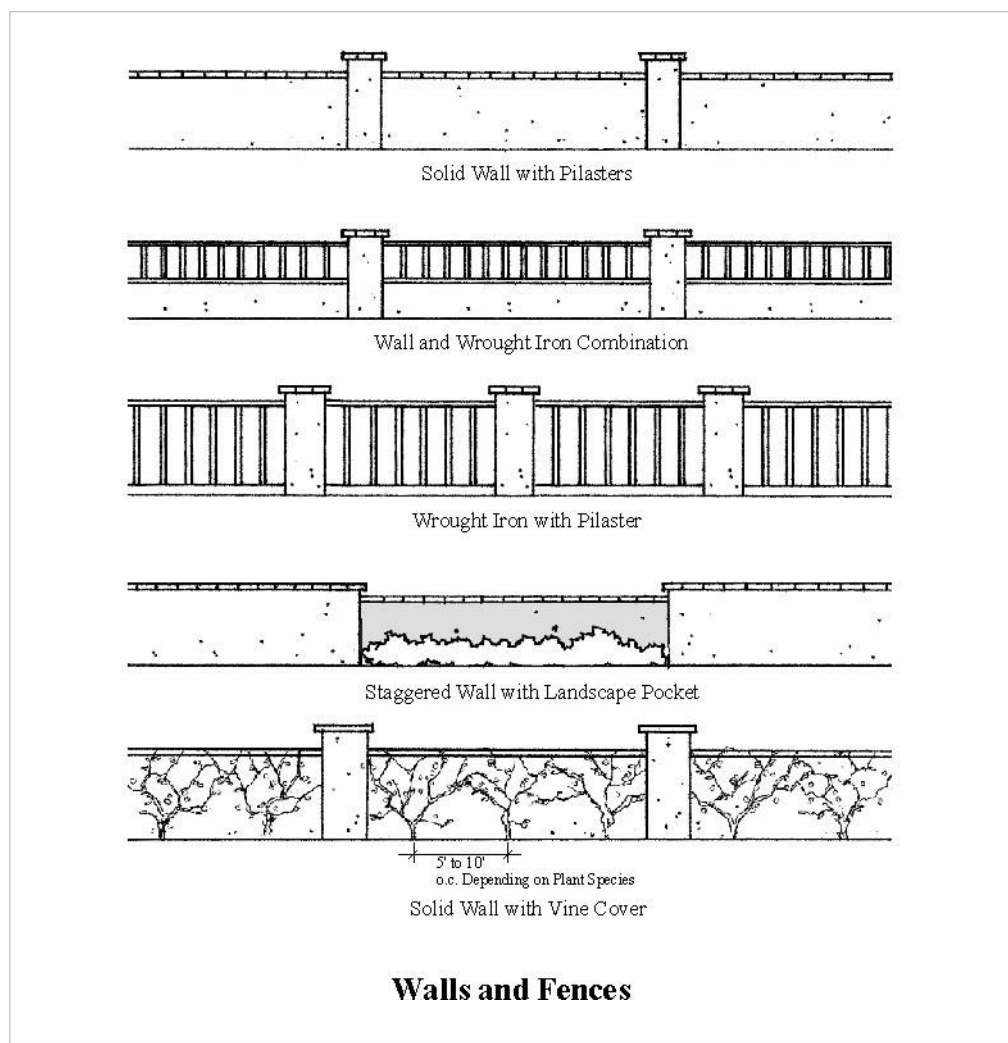 Solid Wall with Pilasters
Wall and Wrought Iron Combination
Wrought Iron with Pilaster
Staggered Wall with Landscape Pocket
5' to 10'
o.c. Depending on Plant Species
Solid Wall with Vine Cover
Walls and Fences